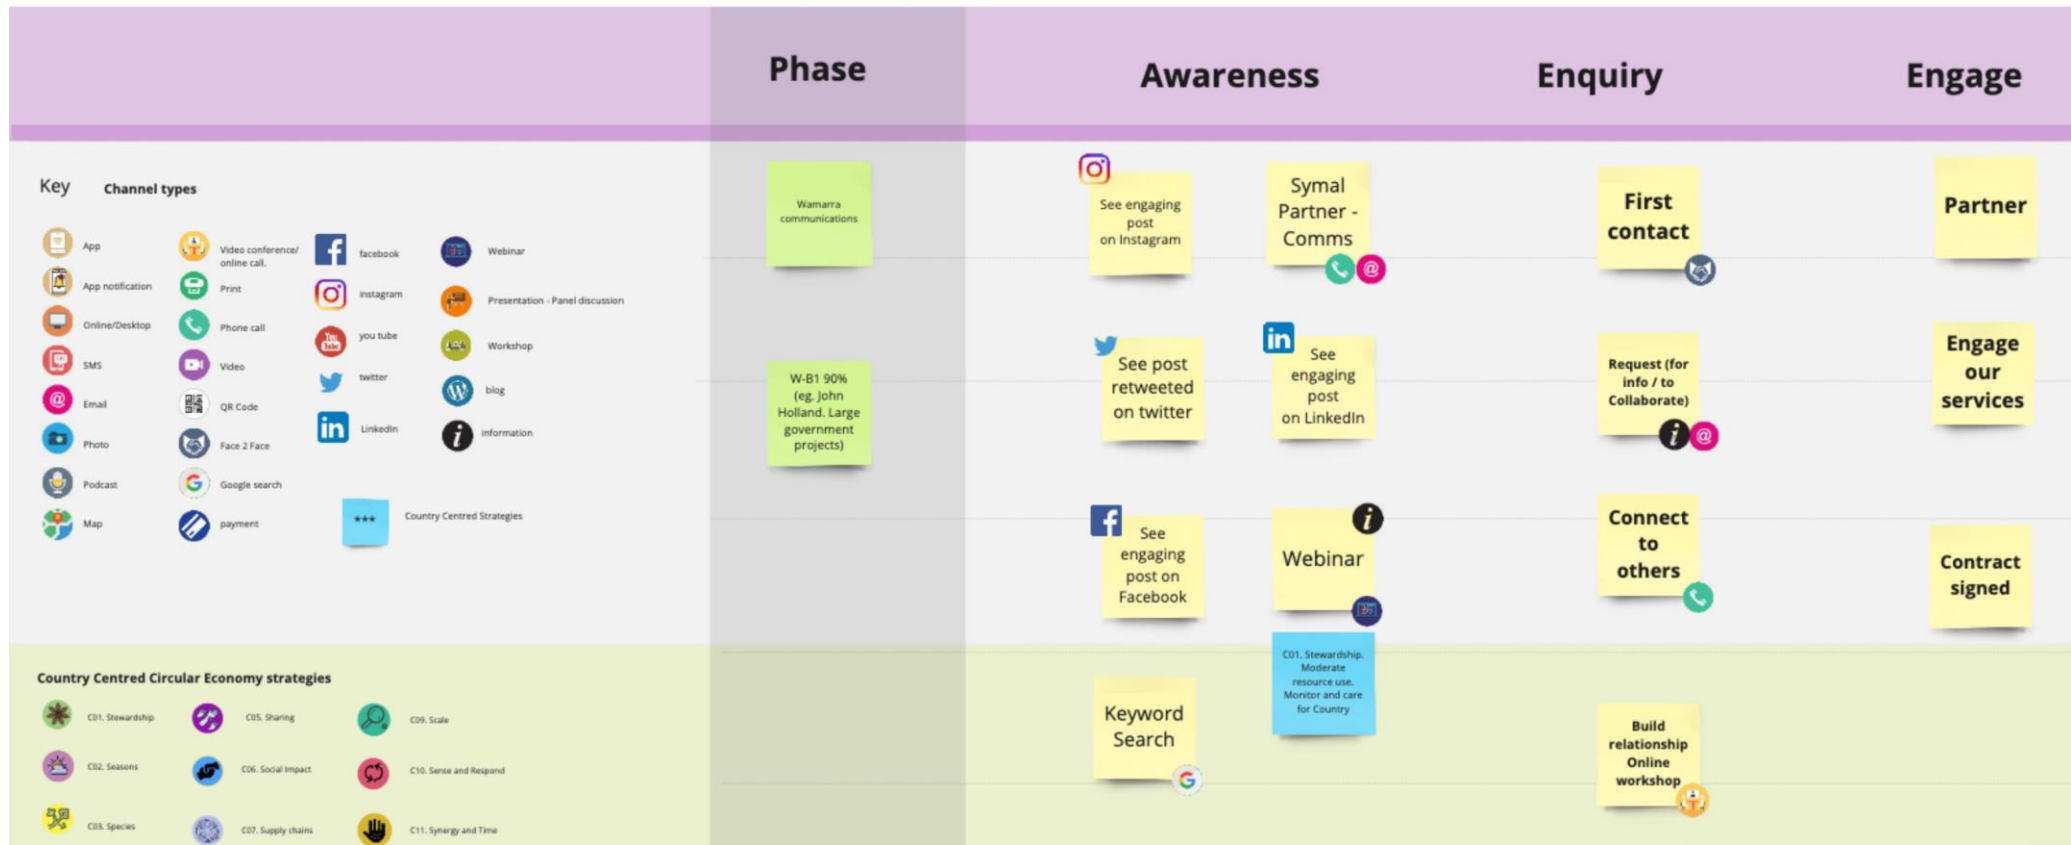 Phase
Awareness
Enquiry
Engage
Key
Channel types
App
App notification
Online/Desktop
SMS
Email
Photo
Podcast
Map
Video conference/
online call.
Print
Phone call
Video
QR Code
Face 2 Face
Google search
payment
facebook
instagram
you tube
twitter
LinkedIn
Webinar
Presentation - Panel discussion
Workshop
blog
information
***
Country Centred Strategies
Country Centred Circular Economy strategies
C01. Stewardship
C02. Seasons
C03. Species
C05. Sharing
C06. Social Impact
C07. Supply chains
C09. Scale
C10. Sense and Respond
C11. Synergy and Time
Wamarra
communications
W-B1 90%
(eg. John
Holland. Large
government
projects)
See engaging
post
on Instagram
Symal
Partner -
Comms
See post
retweeted
on twitter
See
engaging
post
on LinkedIn
See
engaging
post on
Facebook
Webinar
C01. Stewardship.
Moderate
resource use.
Monitor and care
for Country
Keyword
Search
First
contact
Request (for
info / to
Collaborate)
Connect
to
others
Build
relationship
Online
workshop
Partner
Engage
our
services
Contract
signed